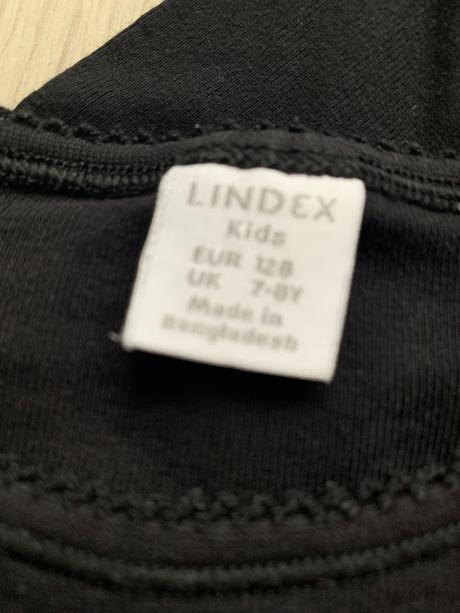 LINDEX
Kids
EUR 128
UK 7-8Y
Made in
Bangladesh